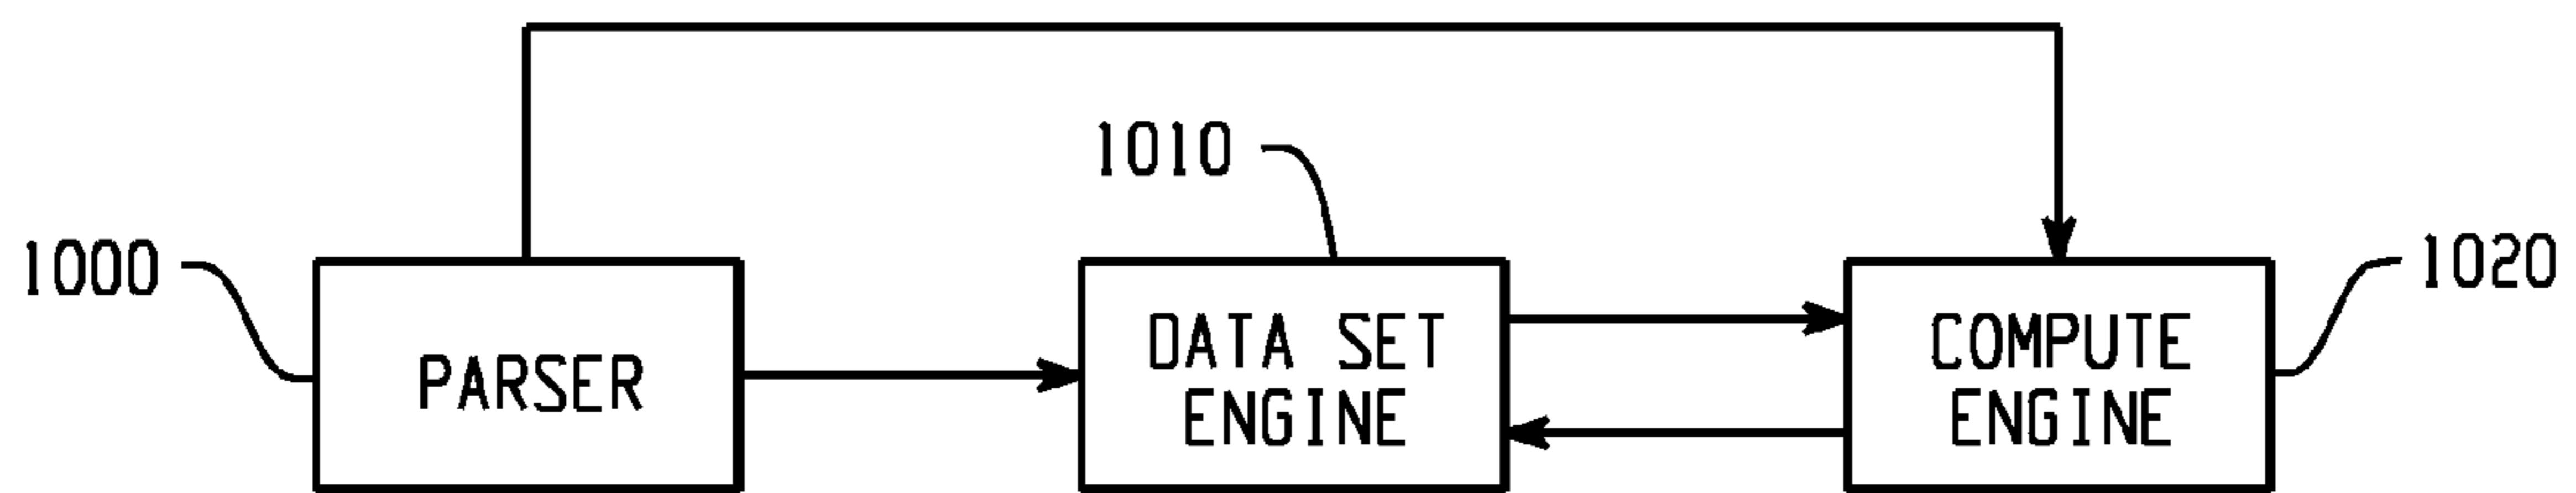 1010
1000
1020
PARSER
DATA SET
ENGINE
COMPUTE
ENGINE